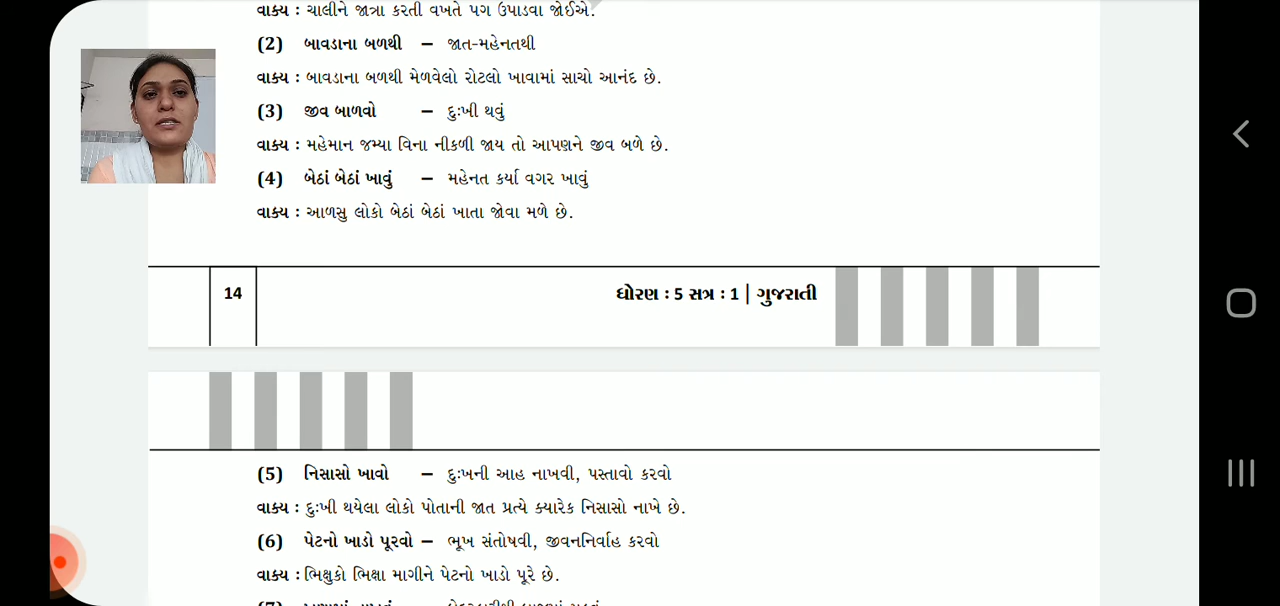 વાક્ય : ચાલીને જાત્રા કરતી વખતે પગ ઉપાડવા જોઈએ.
(2) બાવડાના બળથી – જાત-મહેનતથી
વાક્ય : બાવડાના બળથી મેળવેલો રોટલો ખાવામાં સાચો આનંદ છે.
(3) જીવ બાળવો – દુઃખી થવું
વાક્ય : મહેમાન જમ્યા વિના નીકળી જાય તો આપણને જીવ બળે છે.
(4) બેઠાં બેઠાં ખાવું – મહેનત કર્યા વગર ખાવું
વાક્ય : આળસુ લોકો બેઠાં બેઠાં ખાતા જોવા મળે છે.
14 ધોરણ : 5 સત્ર : 1 | ગુજરાતી
(5) નિસાસો ખાવો – દુઃખની આહ નાખવી, પસ્તાવો કરવો
વાક્ય : દુઃખી થયેલા લોકો પોતાની જાત પ્રત્યે ક્યારેક નિસાસો નાખે છે.
(6) પેટનો ખાડો પૂરવો – ભૂખ સંતોષવી, જીવનનિર્વાહ કરવો
વાક્ય : ભિક્ષુકો ભિક્ષા માગીને પેટનો ખાડો પૂરે છે.
(7)